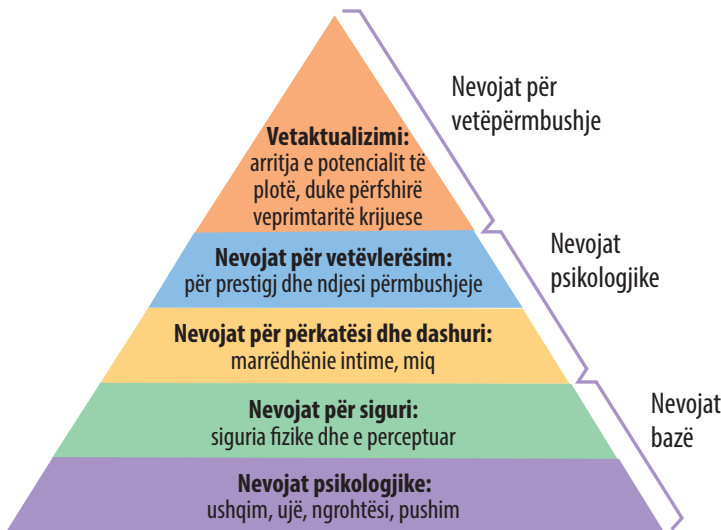 Nevojat për
vetëpërmbushje
Vetaktualizimi:
arritja e potencialit të
plotë, duke përfshirë
veprimtaritë krijuese
Nevojat
psikologjike
Nevojat për vetëvlerësim:
për prestigj dhe ndjesi përmbushjeje
Nevojat për përkatësi dhe dashuri:
marrëdhënie intime, miq
Nevojat
bazë
Nevojat për siguri:
siguria fizike dhe e perceptuar
Nevojat psikologjike:
ushqim, ujë, ngrohtësi, pushim